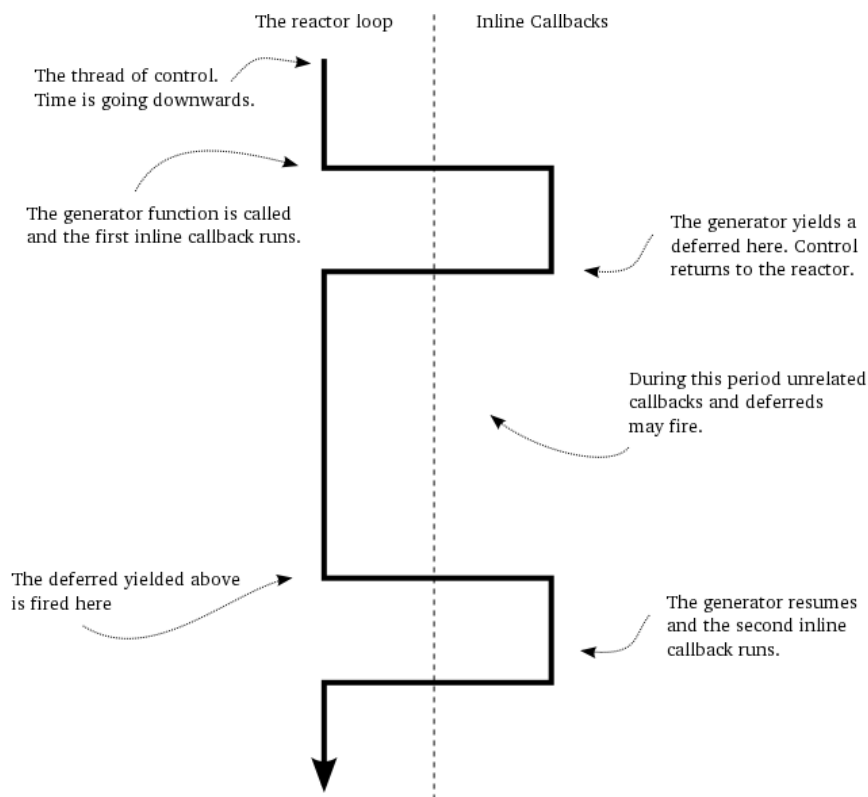 The reactor loop
Inline Callbacks
The thread of control.
Time is going downwards.
The generator function is called
and the first inline callback runs.
The generator yields a
deferred here. Control
returns to the reactor.
During this period unrelated
callbacks and deferreds
may fire.
The deferred yielded above
is fired here
The generator resumes
and the second inline
callback runs.